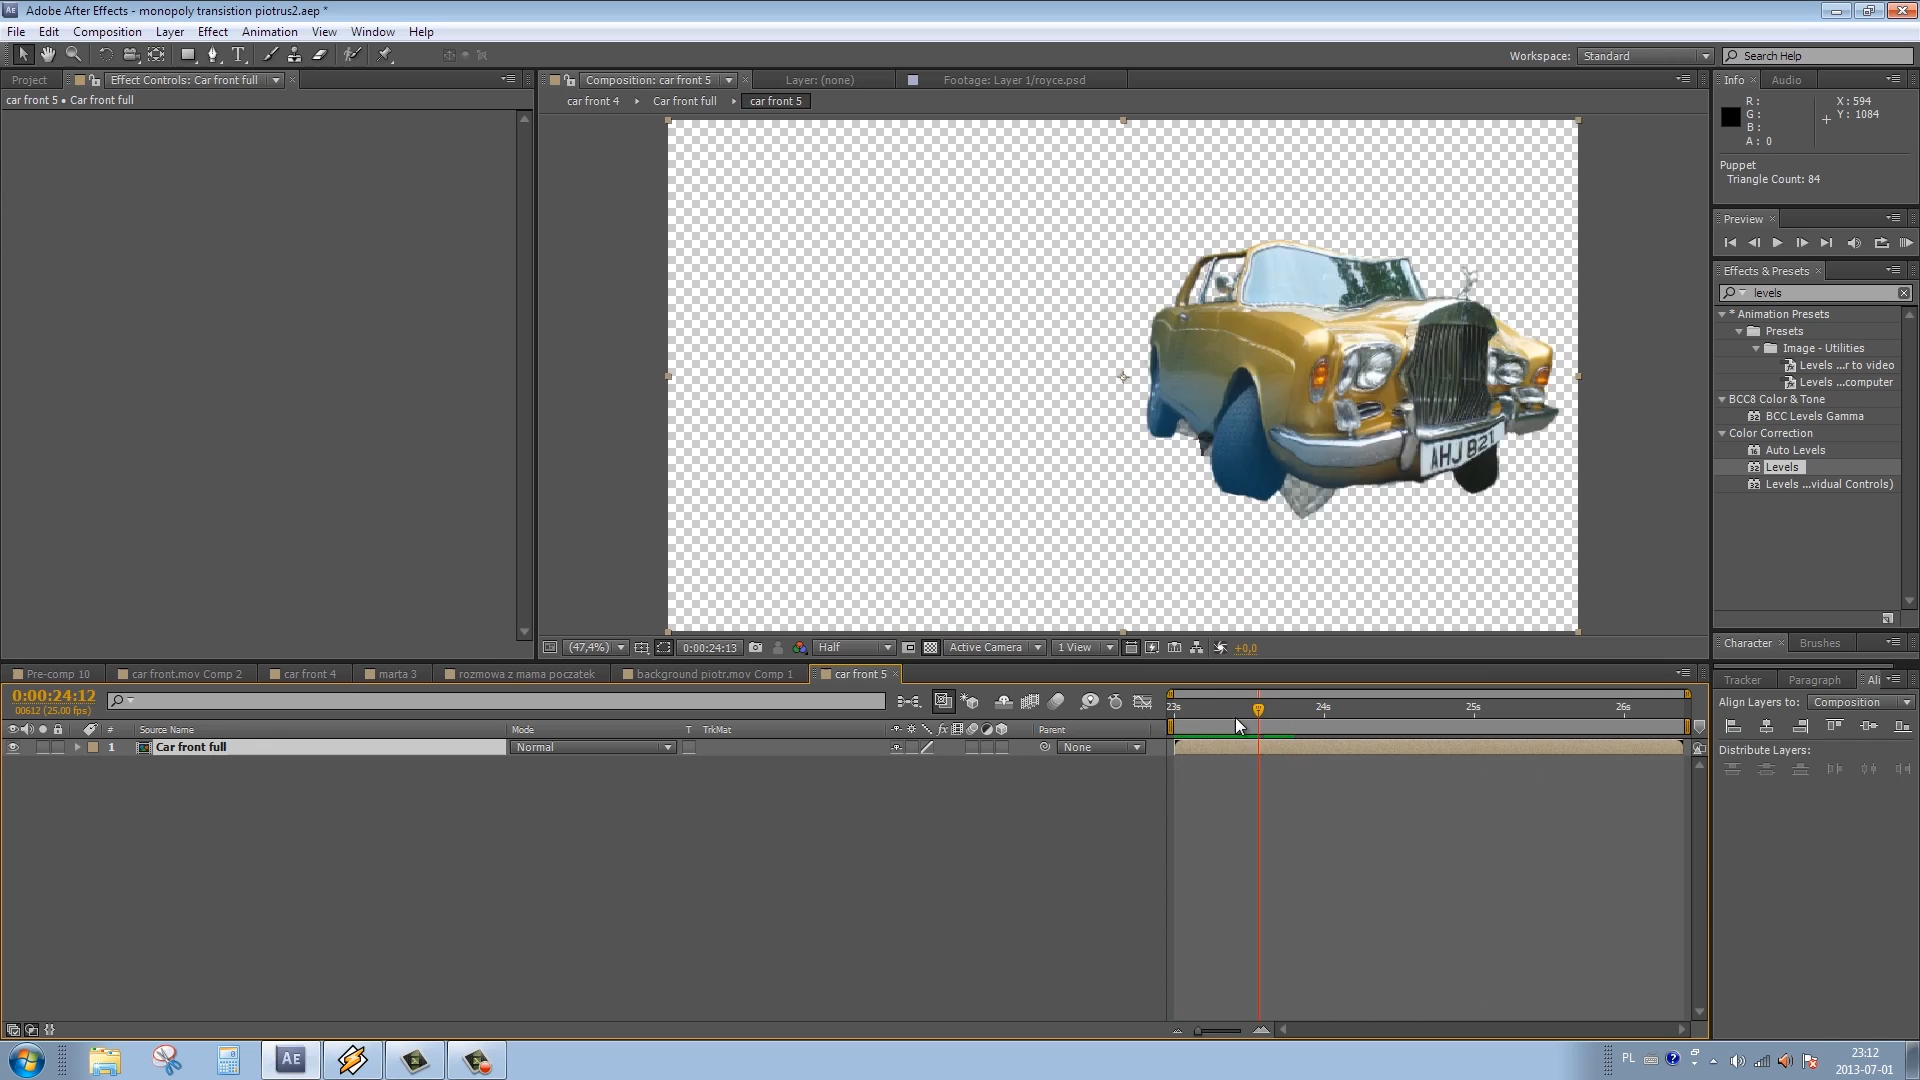 Adobe After Effects - monopoly transistion piotrus2.aep *
File Edit Composition Layer Effect Animation View Window Help
Workspace: Standard Search Help
Project Effect Controls: Car front full
car front 5 • Car front full
Composition: car front 5 Layer: (none) Footage: Layer 1/royce.psd
car front 4 Car front full car front 5
AHJ 821
(47,4%) 0:00:24:13 Half Active Camera 1 View +0,0
Info Audio
R: X: 594
G: Y: 1084
B:
A: 0
Puppet
Triangle Count: 84
Preview
Effects & Presets
levels
* Animation Presets
Presets
Image - Utilities
Levels ...r to video
Levels ...computer
BCC8 Color & Tone
BCC Levels Gamma
Color Correction
Auto Levels
Levels
Levels ...vidual Controls)
Character Brushes
Tracker Paragraph Ali
Align Layers to: Composition
Distribute Layers:
Pre-comp 10 car front.mov Comp 2 car front 4 marta 3 rozmowa z mama poczatek background piotr.mov Comp 1 car front 5
0:00:24:12
00612 (25.00 fps)
23s 24s 25s 26s
# Source Name Mode T TrkMat fx Parent
1 Car front full Normal None
AE
PL
23:12
2013-07-01